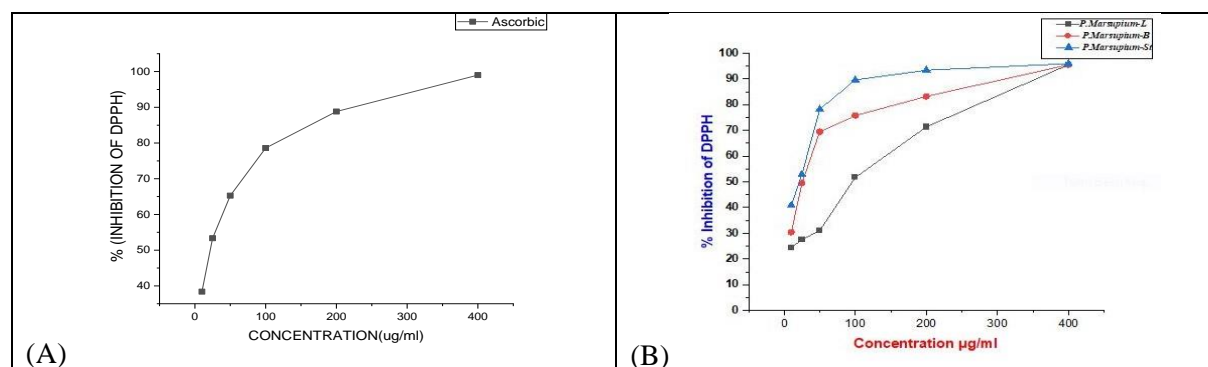 Ascorbic
100
90
80
70
60
50
40
% (INHIBITION OF DPPH)
0
100
200
300
400
CONCENTRATION(ug/ml)
(A)
P.Marsupium-L
P.Marsupium-B
P.Marsupium-St
100
90
80
70
60
50
40
30
20
10
0
% Inhibition of DPPH
0
100
200
300
400
Concentration µg/ml
(B)